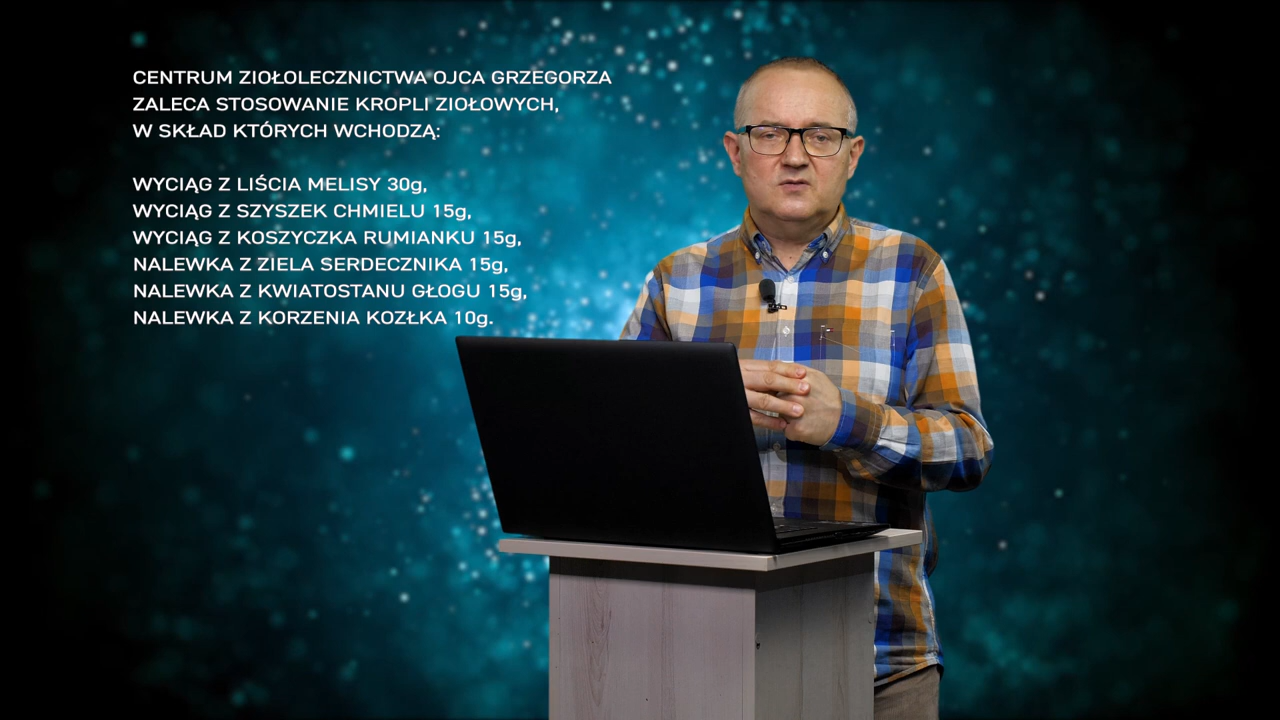 CENTRUM ZIOŁOLECZNICTWA OJCA GRZEGORZA
ZALECA STOSOWANIE KROPLI ZIOŁOWYCH,
W SKŁAD KTÓRYCH WCHODZĄ:
WYCIĄG Z LIŚCIA MELISY 30g,
WYCIĄG Z SZYSZEK CHMIELU 15g,
WYCIĄG Z KOSZYCZKA RUMIANKU 15g,
NALEWKA Z ZIELA SERDECZNIKA 15g,
NALEWKA Z KWIATOSTANU GŁOGU 15g,
NALEWKA Z KORZENIA KOZŁKA 10g.